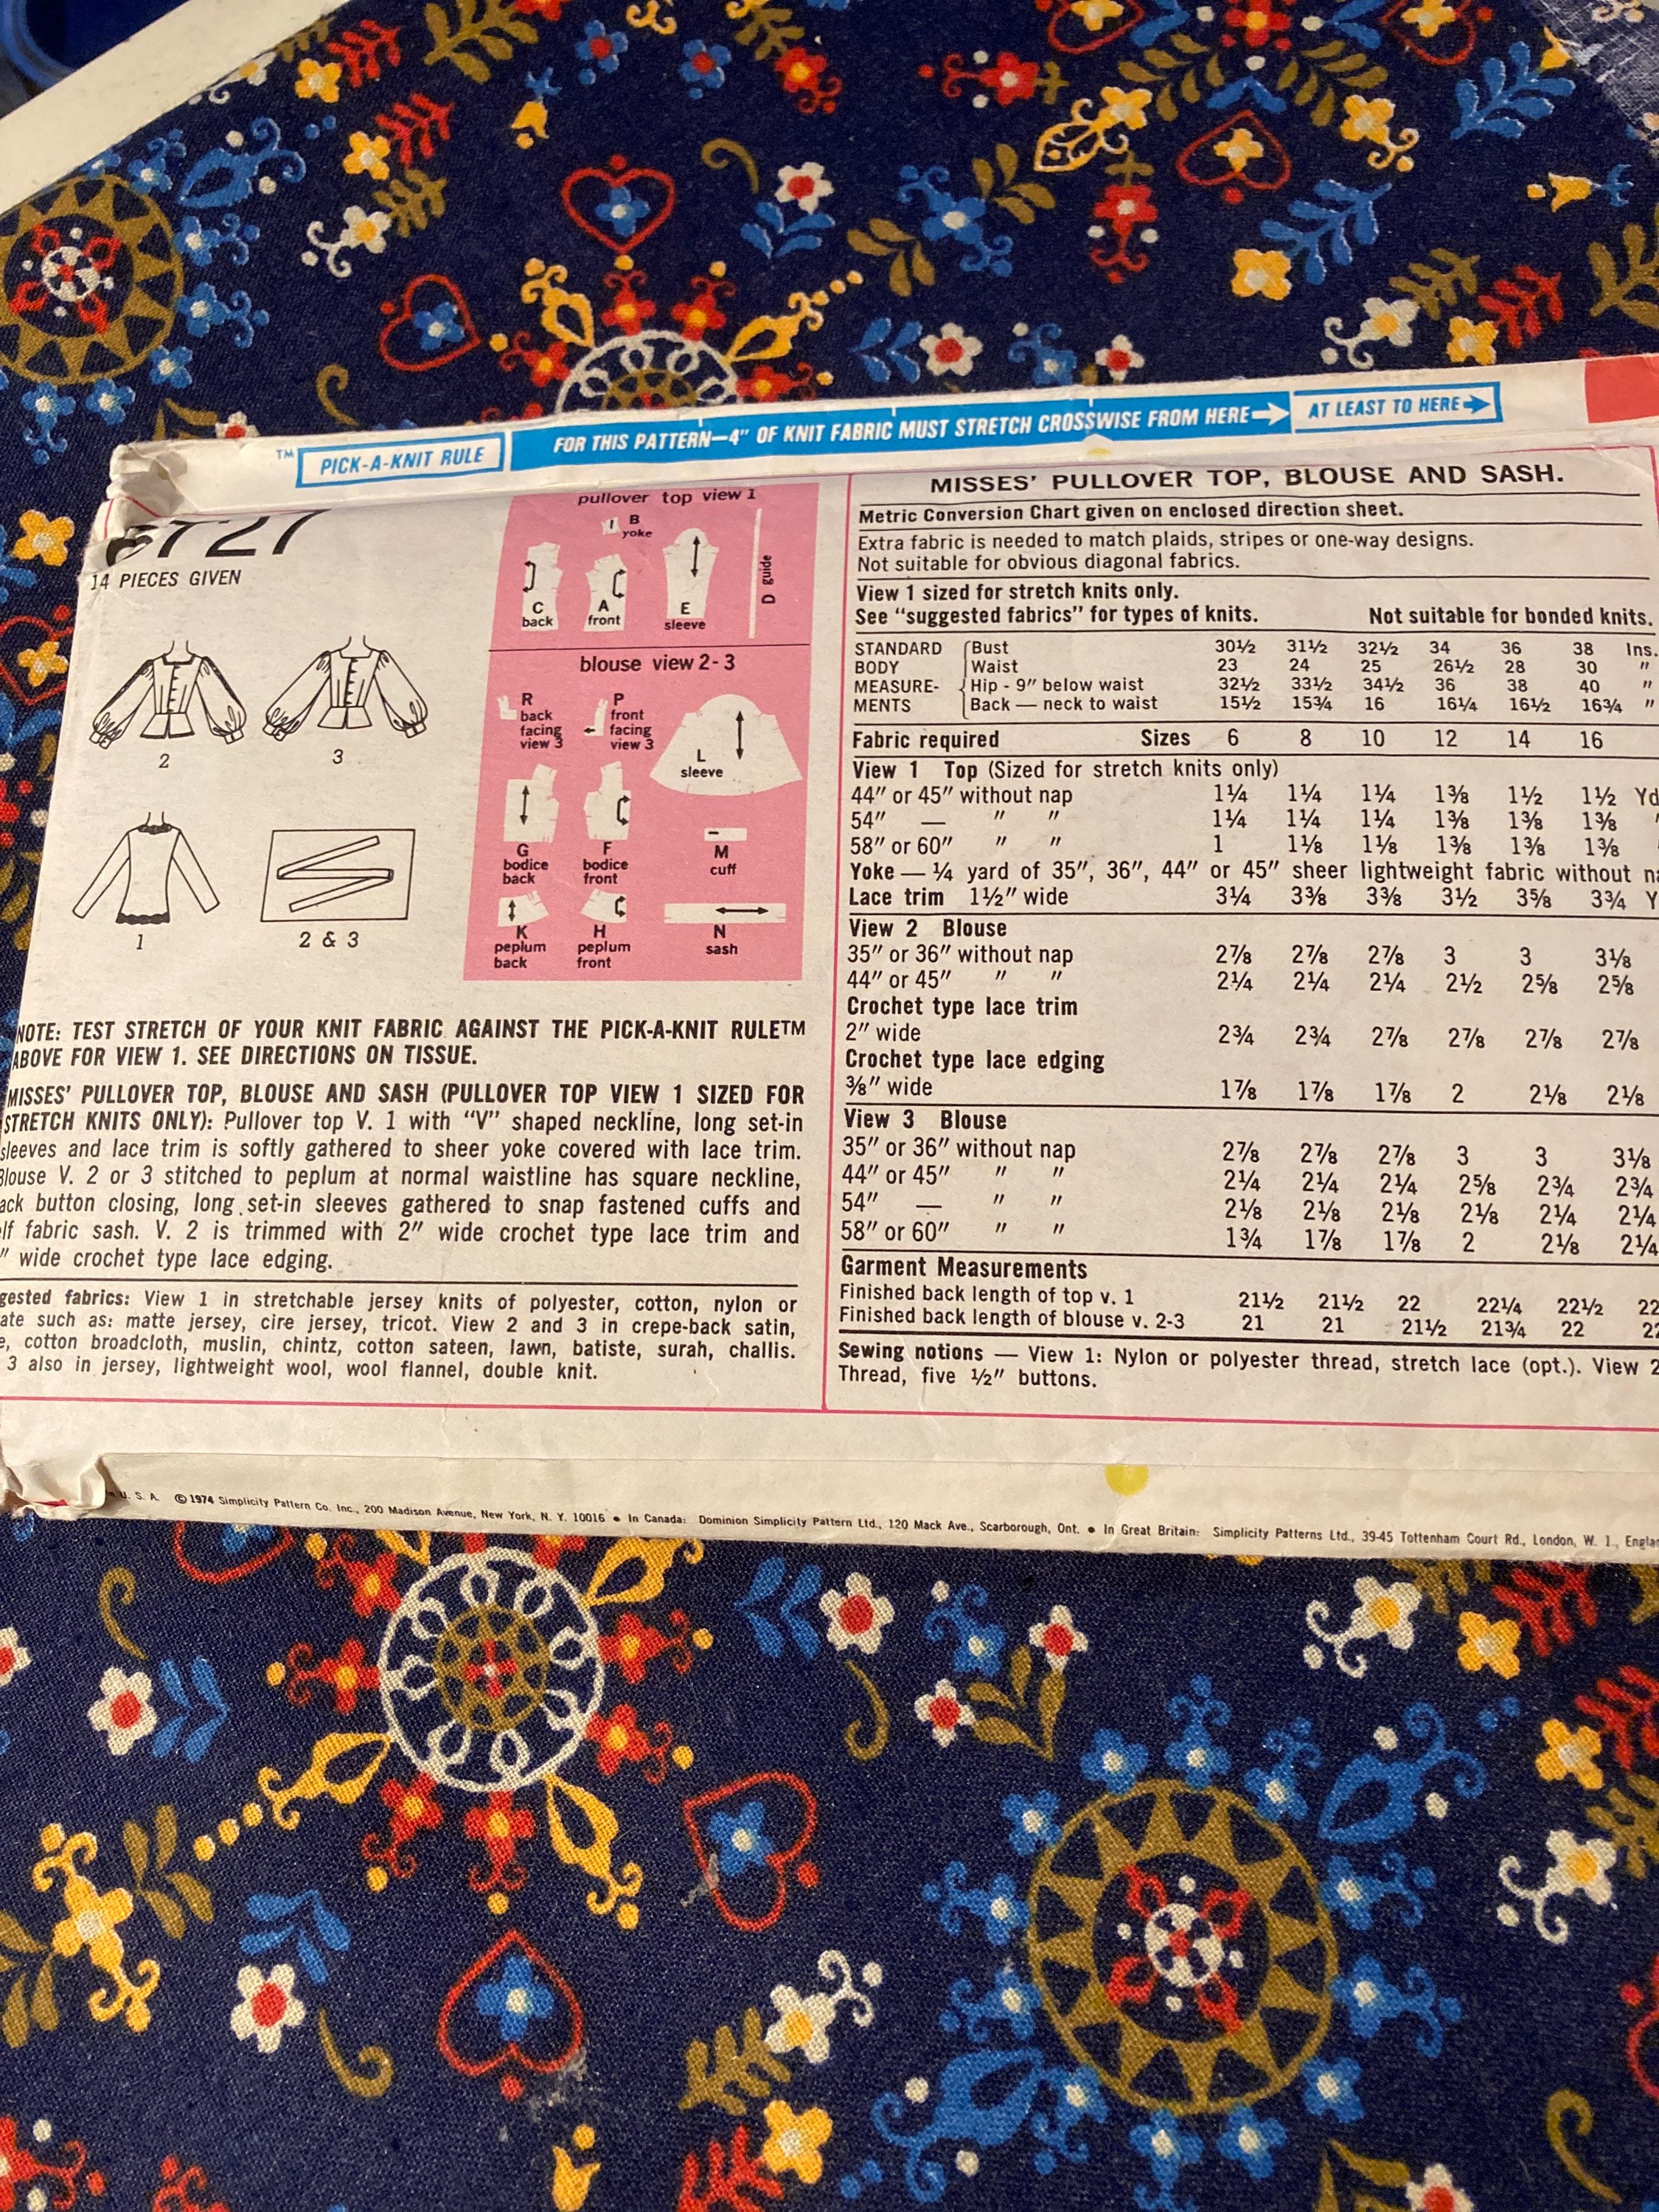 ™ PICK-A-KNIT RULE
FOR THIS PATTERN—4" OF KNIT FABRIC MUST STRETCH CROSSWISE FROM HERE→
AT LEAST TO HERE→
727
14 PIECES GIVEN
2
3
1
2 & 3
pullover top view 1
B
yoke
C
back
A
front
E
sleeve
D guide
blouse view 2-3
R
back
facing
view 3
P
front
facing
view 3
L
sleeve
G
bodice
back
F
bodice
front
M
cuff
K
peplum
back
H
peplum
front
N
sash
NOTE: TEST STRETCH OF YOUR KNIT FABRIC AGAINST THE PICK-A-KNIT RULE™
ABOVE FOR VIEW 1. SEE DIRECTIONS ON TISSUE.
MISSES' PULLOVER TOP, BLOUSE AND SASH (PULLOVER TOP VIEW 1 SIZED FOR
STRETCH KNITS ONLY): Pullover top V. 1 with "V" shaped neckline, long set-in
sleeves and lace trim is softly gathered to sheer yoke covered with lace trim.
Blouse V. 2 or 3 stitched to peplum at normal waistline has square neckline,
ack button closing, long set-in sleeves gathered to snap fastened cuffs and
lf fabric sash. V. 2 is trimmed with 2" wide crochet type lace trim and
" wide crochet type lace edging.
gested fabrics: View 1 in stretchable jersey knits of polyester, cotton, nylon or
ate such as: matte jersey, cire jersey, tricot. View 2 and 3 in crepe-back satin,
e, cotton broadcloth, muslin, chintz, cotton sateen, lawn, batiste, surah, challis.
3 also in jersey, lightweight wool, wool flannel, double knit.
MISSES' PULLOVER TOP, BLOUSE AND SASH.
Metric Conversion Chart given on enclosed direction sheet.
Extra fabric is needed to match plaids, stripes or one-way designs.
Not suitable for obvious diagonal fabrics.
View 1 sized for stretch knits only.
See "suggested fabrics" for types of knits. Not suitable for bonded knits.
STANDARD Bust 30½ 31½ 32½ 34 36 38 Ins.
BODY Waist 23 24 25 26½ 28 30 "
MEASURE- Hip - 9" below waist 32½ 33½ 34½ 36 38 40 "
MENTS Back — neck to waist 15½ 15¾ 16 16¼ 16½ 16¾ "
Fabric required Sizes 6 8 10 12 14 16
View 1 Top (Sized for stretch knits only)
44" or 45" without nap 1¼ 1¼ 1¼ 1⅜ 1½ 1½ Yd
54" — " " 1¼ 1¼ 1¼ 1⅜ 1⅜ 1⅜
58" or 60" " " 1 1⅛ 1⅛ 1⅜ 1⅜ 1⅜
Yoke — ¼ yard of 35", 36", 44" or 45" sheer lightweight fabric without na
Lace trim 1½" wide 3¼ 3⅜ 3⅜ 3½ 3⅝ 3¾ Y
View 2 Blouse
35" or 36" without nap 2⅞ 2⅞ 2⅞ 3 3 3⅛
44" or 45" " " 2¼ 2¼ 2¼ 2½ 2⅝ 2⅝
Crochet type lace trim
2" wide 2¾ 2¾ 2⅞ 2⅞ 2⅞ 2⅞
Crochet type lace edging
⅜" wide 1⅞ 1⅞ 1⅞ 2 2⅛ 2⅛
View 3 Blouse
35" or 36" without nap 2⅞ 2⅞ 2⅞ 3 3 3⅛
44" or 45" " " 2¼ 2¼ 2¼ 2⅝ 2¾ 2¾
54" — " " 2⅛ 2⅛ 2⅛ 2⅛ 2¼ 2¼
58" or 60" " " 1¾ 1⅞ 1⅞ 2 2⅛ 2¼
Garment Measurements
Finished back length of top v. 1 21½ 21½ 22 22¼ 22½ 22
Finished back length of blouse v. 2-3 21 21 21½ 21¾ 22 22
Sewing notions — View 1: Nylon or polyester thread, stretch lace (opt.). View 2
Thread, five ½" buttons.
U. S. A. ©1974 Simplicity Pattern Co. Inc., 200 Madison Avenue, New York, N. Y. 10016 • In Canada: Dominion Simplicity Pattern Ltd., 120 Mack Ave., Scarborough, Ont. • In Great Britain: Simplicity Patterns Ltd., 39-45 Tottenham Court Rd., London, W. 1., Englan